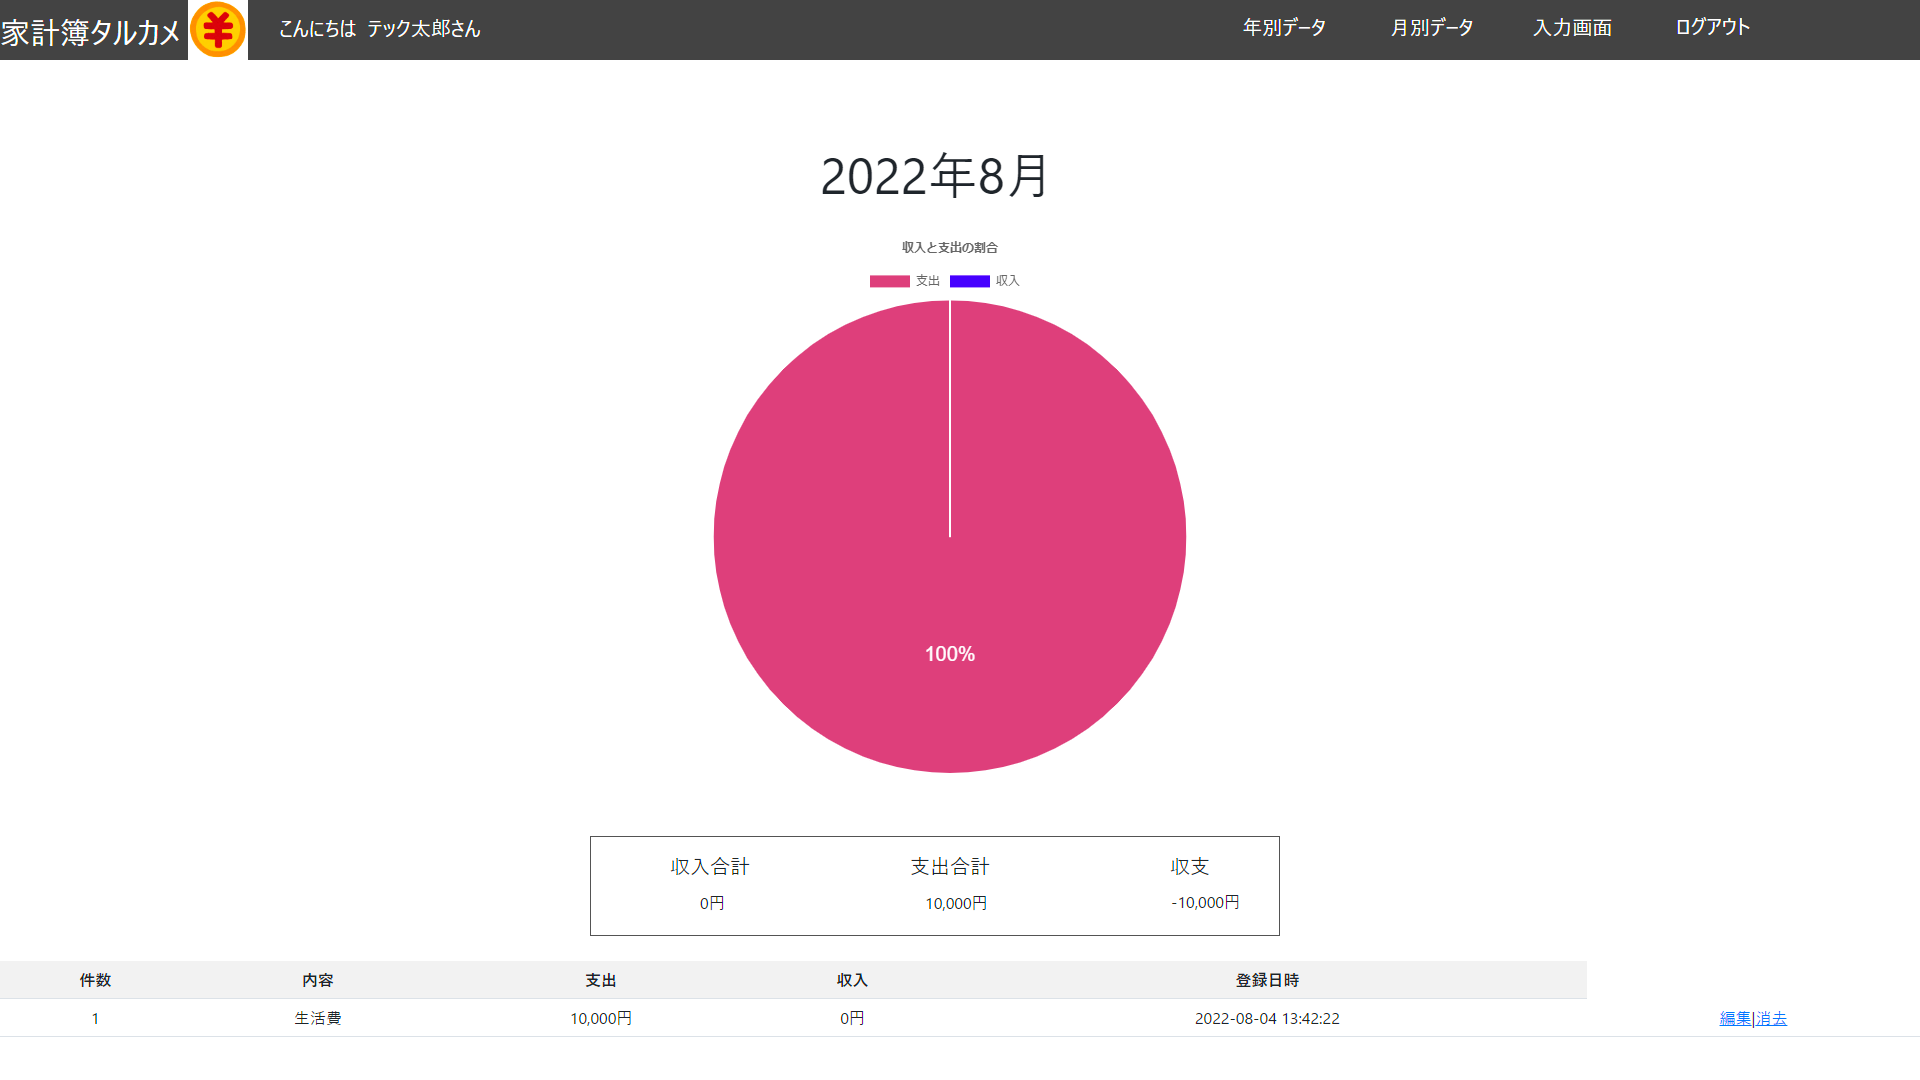 家計簿タルカメ ¥ こんにちは テック太郎さん 年別データ 月別データ 入力画面 ログアウト
2022年8月
収入と支出の割合
支出 収入
100%
収入合計 支出合計 収支
0円 10,000円 -10,000円
件数 内容 支出 収入 登録日時
1 生活費 10,000円 0円 2022-08-04 13:42:22 編集|消去